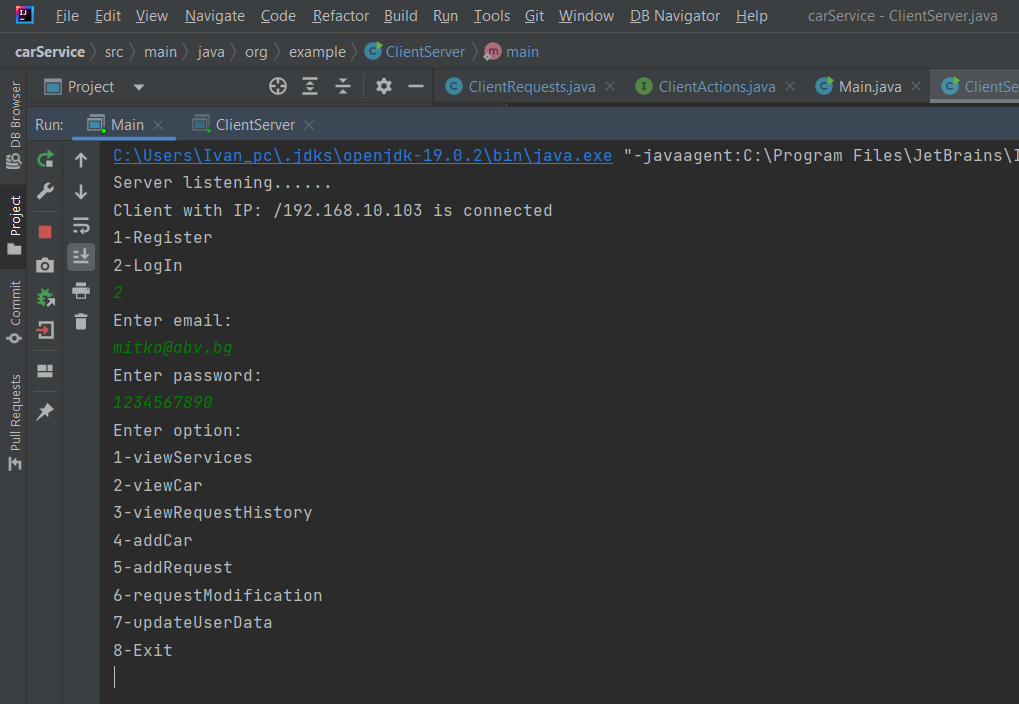 File Edit View Navigate Code Refactor Build Run Tools Git Window DB Navigator Help carService - ClientServer.java
carService src main java org example ClientServer main
Project ClientRequests.java ClientActions.java Main.java ClientSe
Run: Main ClientServer
DB Browser
Project
Commit
Pull Requests
C:\Users\Ivan_pc\.jdks\openjdk-19.0.2\bin\java.exe "-javaagent:C:\Program Files\JetBrains\I
Server listening......
Client with IP: /192.168.10.103 is connected
1-Register
2-LogIn
2
Enter email:
mitko@abv.bg
Enter password:
1234567890
Enter option:
1-viewServices
2-viewCar
3-viewRequestHistory
4-addCar
5-addRequest
6-requestModification
7-updateUserData
8-Exit